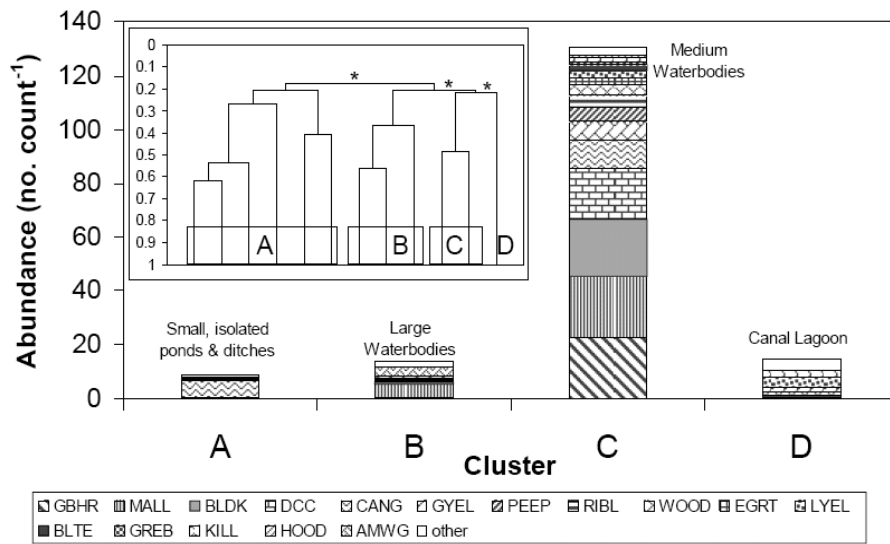 Abundance (no. count⁻¹)
140
120
100
80
60
40
20
0
0
0.1
0.2
0.3
0.4
0.5
0.6
0.7
0.8
0.9
1
*
*
*
A
B
C
D
Medium
Waterbodies
Small, isolated
ponds & ditches
Large
Waterbodies
Canal Lagoon
A
B
C
D
Cluster
GBHR MALL BLDK DCC CANG GYEL PEEP RIBL WOOD EGRT LYEL
BLTE GREB KILL HOOD AMWG other